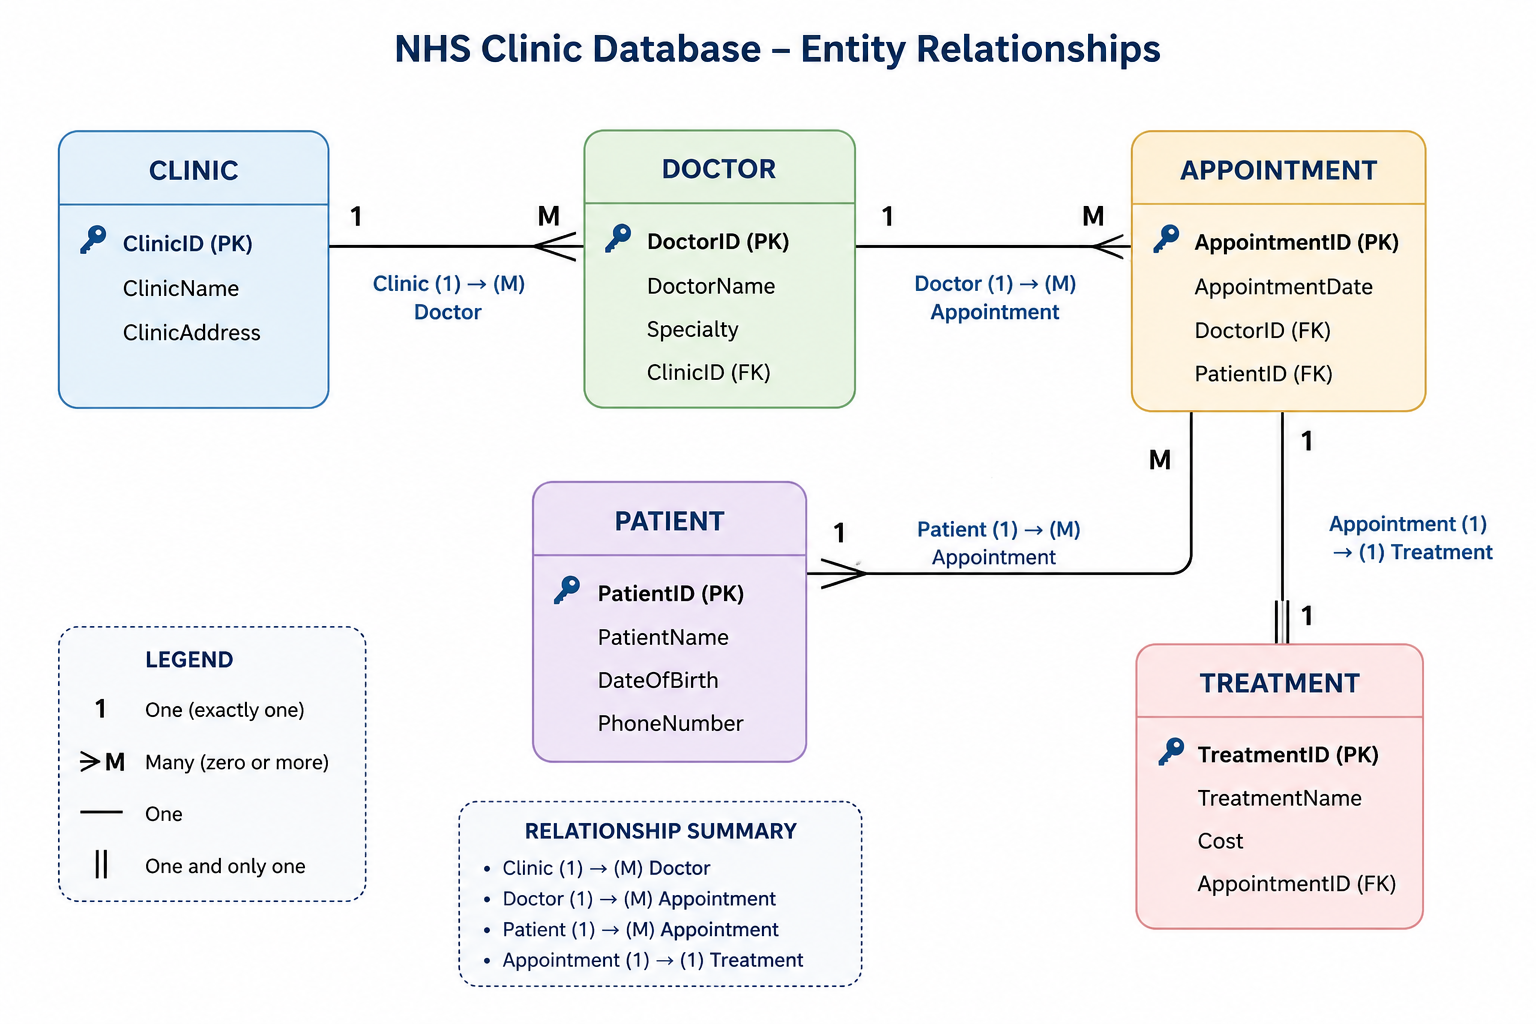 NHS Clinic Database – Entity Relationships
CLINIC
ClinicID (PK)
ClinicName
ClinicAddress
1
M
Clinic (1) → (M)
Doctor
DOCTOR
DoctorID (PK)
DoctorName
Specialty
ClinicID (FK)
1
M
Doctor (1) → (M)
Appointment
APPOINTMENT
AppointmentID (PK)
AppointmentDate
DoctorID (FK)
PatientID (FK)
M
1
PATIENT
PatientID (PK)
PatientName
DateOfBirth
PhoneNumber
1
Patient (1) → (M)
Appointment
Appointment (1)
→ (1) Treatment
1
TREATMENT
TreatmentID (PK)
TreatmentName
Cost
AppointmentID (FK)
LEGEND
1 One (exactly one)
M Many (zero or more)
One
One and only one
RELATIONSHIP SUMMARY
• Clinic (1) → (M) Doctor
• Doctor (1) → (M) Appointment
• Patient (1) → (M) Appointment
• Appointment (1) → (1) Treatment